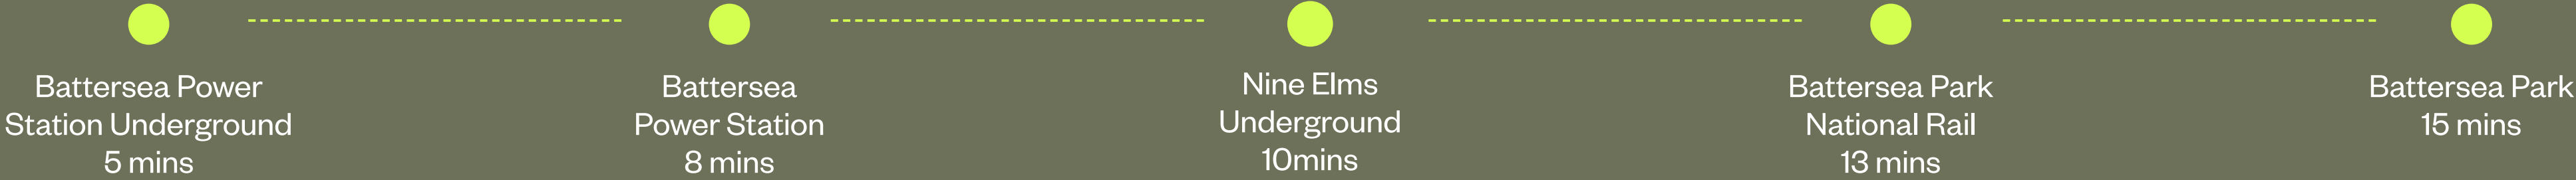 Battersea Power
Station Underground
5 mins
Battersea
Power Station
8 mins
Nine Elms
Underground
10mins
Battersea Park
National Rail
13 mins
Battersea Park
15 mins